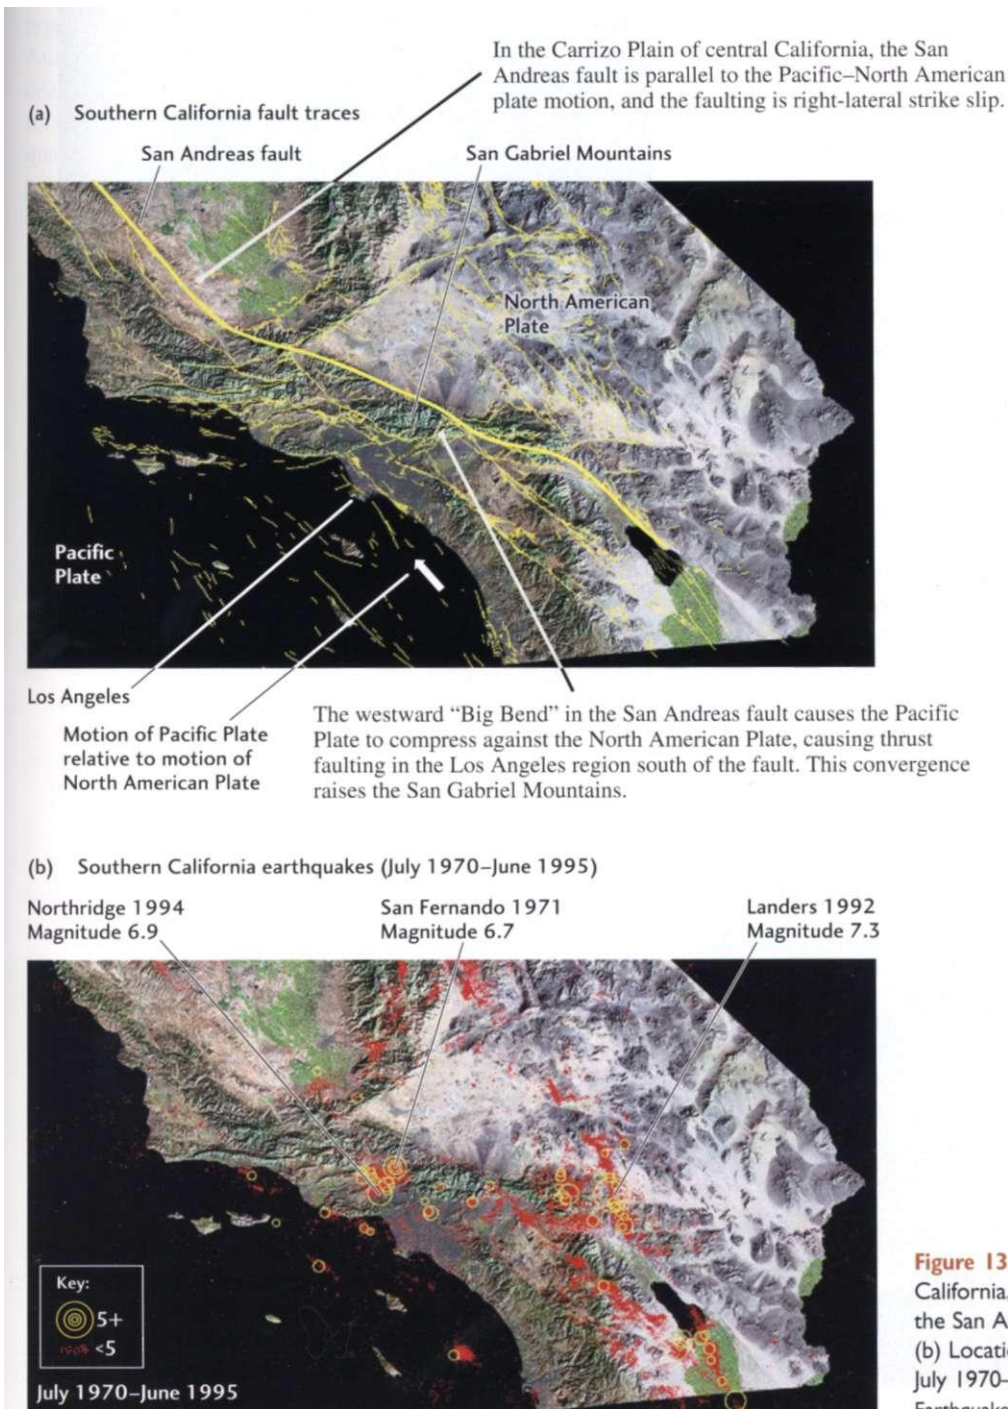 In the Carrizo Plain of central California, the San
Andreas fault is parallel to the Pacific–North American
plate motion, and the faulting is right-lateral strike slip.
(a) Southern California fault traces
San Andreas fault
San Gabriel Mountains
North American
Plate
Pacific
Plate
Los Angeles
Motion of Pacific Plate
relative to motion of
North American Plate
The westward “Big Bend” in the San Andreas fault causes the Pacific
Plate to compress against the North American Plate, causing thrust
faulting in the Los Angeles region south of the fault. This convergence
raises the San Gabriel Mountains.
(b) Southern California earthquakes (July 1970–June 1995)
Northridge 1994
Magnitude 6.9
San Fernando 1971
Magnitude 6.7
Landers 1992
Magnitude 7.3
Key:
5+
<5
July 1970–June 1995
Figure 13
California,
the San A
(b) Locatio
July 1970–